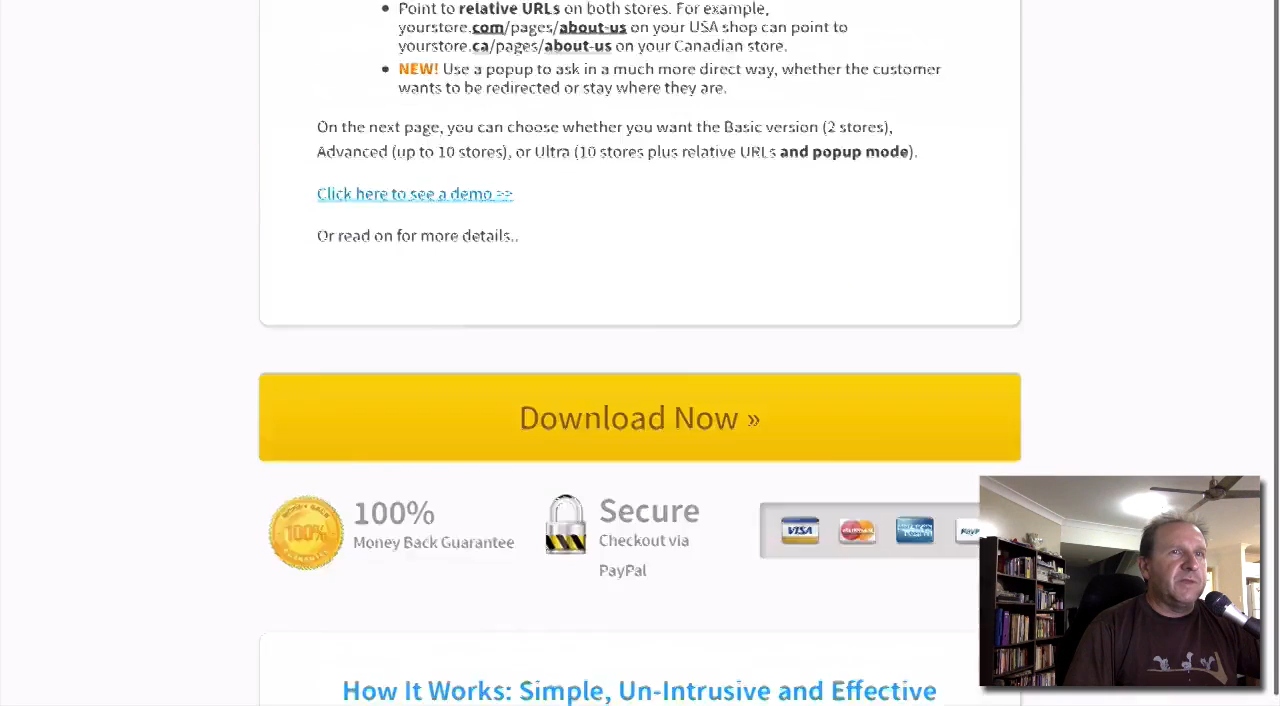 Point to relative URLs on both stores. For example,
yourstore.com/pages/about-us on your USA shop can point to
yourstore.ca/pages/about-us on your Canadian store.
NEW! Use a popup to ask in a much more direct way, whether the customer
wants to be redirected or stay where they are.
On the next page, you can choose whether you want the Basic version (2 stores),
Advanced (up to 10 stores), or Ultra (10 stores plus relative URLs and popup mode).
Click here to see a demo >>
Or read on for more details..
Download Now »
100%
Money Back Guarantee
100%
Secure
Checkout via
PayPal
VISA
How It Works: Simple, Un-Intrusive and Effective